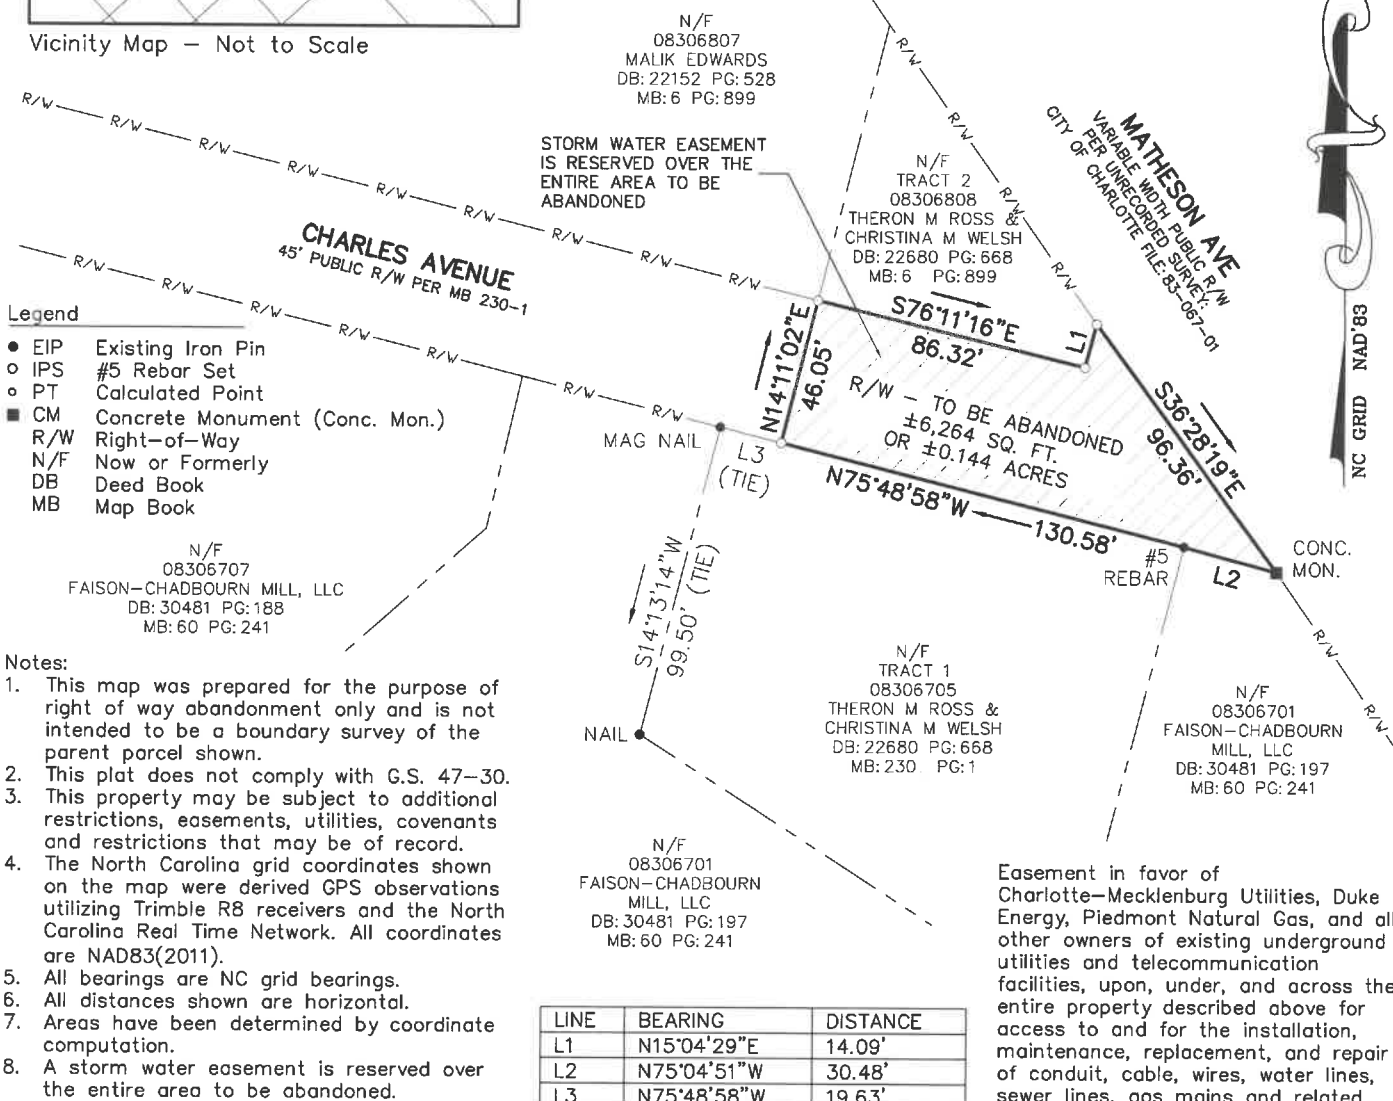 Vicinity Map – Not to Scale
N/F
08306807
MALIK EDWARDS
DB: 22152 PG: 528
MB: 6 PG: 899
STORM WATER EASEMENT
IS RESERVED OVER THE
ENTIRE AREA TO BE
ABANDONED
N/F
TRACT 2
08306808
THERON M ROSS &
CHRISTINA M WELSH
DB: 22680 PG: 668
MB: 6 PG: 899
MATHESON AVE
VARIABLE WIDTH PUBLIC R/W
PER UNRECORDED SURVEY:
CITY OF CHARLOTTE FILE: 83-067-01
NC GRID NAD'83
R/W
R/W
R/W
R/W
R/W
R/W
R/W
R/W
R/W
CHARLES AVENUE
45' PUBLIC R/W PER MB 230-1
R/W
R/W
R/W
R/W
R/W
R/W
R/W
R/W
R/W
R/W
R/W
R/W
R/W
Legend
EIP Existing Iron Pin
IPS #5 Rebar Set
PT Calculated Point
CM Concrete Monument (Conc. Mon.)
R/W Right-of-Way
N/F Now or Formerly
DB Deed Book
MB Map Book
S76°11'16"E
86.32'
L1
N14°11'02"E
46.05'
R/W – TO BE ABANDONED
±6,264 SQ. FT.
OR ±0.144 ACRES
S36°28'19"E
96.36'
MAG NAIL
L3
(TIE)
N75°48'58"W
130.58'
#5
REBAR
L2
CONC.
MON.
S14°13'14"W
99.50' (TIE)
NAIL
N/F
08306707
FAISON-CHADBOURN MILL, LLC
DB: 30481 PG: 188
MB: 60 PG: 241
N/F
TRACT 1
08306705
THERON M ROSS &
CHRISTINA M WELSH
DB: 22680 PG: 668
MB: 230 PG: 1
N/F
08306701
FAISON-CHADBOURN
MILL, LLC
DB: 30481 PG: 197
MB: 60 PG: 241
N/F
08306701
FAISON-CHADBOURN
MILL, LLC
DB: 30481 PG: 197
MB: 60 PG: 241
Notes:
1. This map was prepared for the purpose of
right of way abandonment only and is not
intended to be a boundary survey of the
parent parcel shown.
2. This plat does not comply with G.S. 47-30.
3. This property may be subject to additional
restrictions, easements, utilities, covenants
and restrictions that may be of record.
4. The North Carolina grid coordinates shown
on the map were derived GPS observations
utilizing Trimble R8 receivers and the North
Carolina Real Time Network. All coordinates
are NAD83(2011).
5. All bearings are NC grid bearings.
6. All distances shown are horizontal.
7. Areas have been determined by coordinate
computation.
8. A storm water easement is reserved over
the entire area to be abandoned.
LINE BEARING DISTANCE
L1 N15°04'29"E 14.09'
L2 N75°04'51"W 30.48'
L3 N75°48'58"W 19.63'
Easement in favor of
Charlotte-Mecklenburg Utilities, Duke
Energy, Piedmont Natural Gas, and all
other owners of existing underground
utilities and telecommunication
facilities, upon, under, and across the
entire property described above for
access to and for the installation,
maintenance, replacement, and repair
of conduit, cable, wires, water lines,
sewer lines, gas mains and related